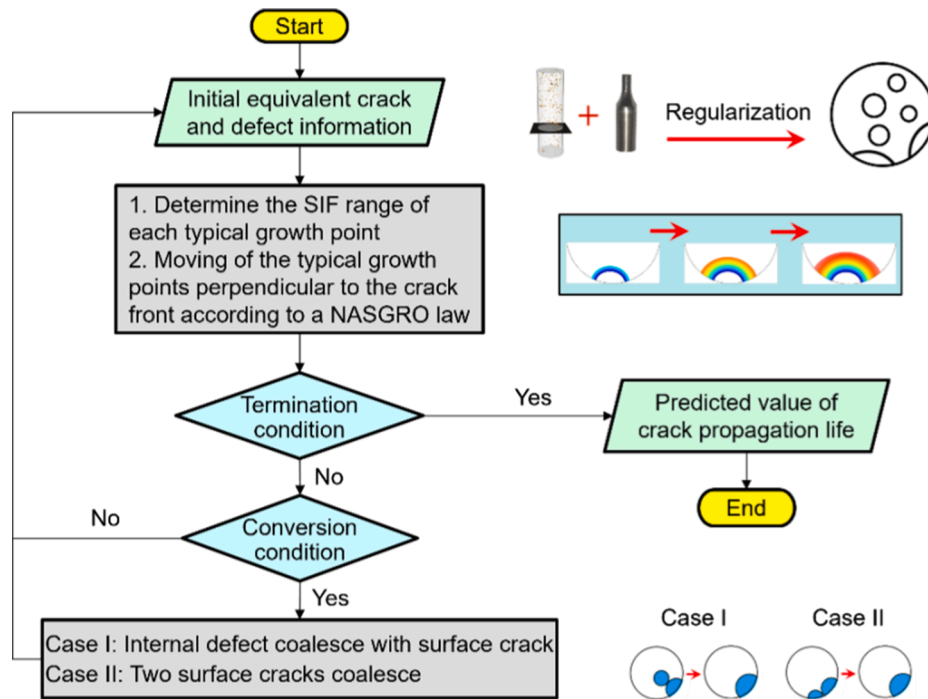 Start
Initial equivalent crack
and defect information
+
Regularization
1. Determine the SIF range of
each typical growth point
2. Moving of the typical growth
points perpendicular to the crack
front according to a NASGRO law
Termination
condition
Yes
Predicted value of
crack propagation life
No
End
No
Conversion
condition
Yes
Case I: Internal defect coalesce with surface crack
Case II: Two surface cracks coalesce
Case I
Case II